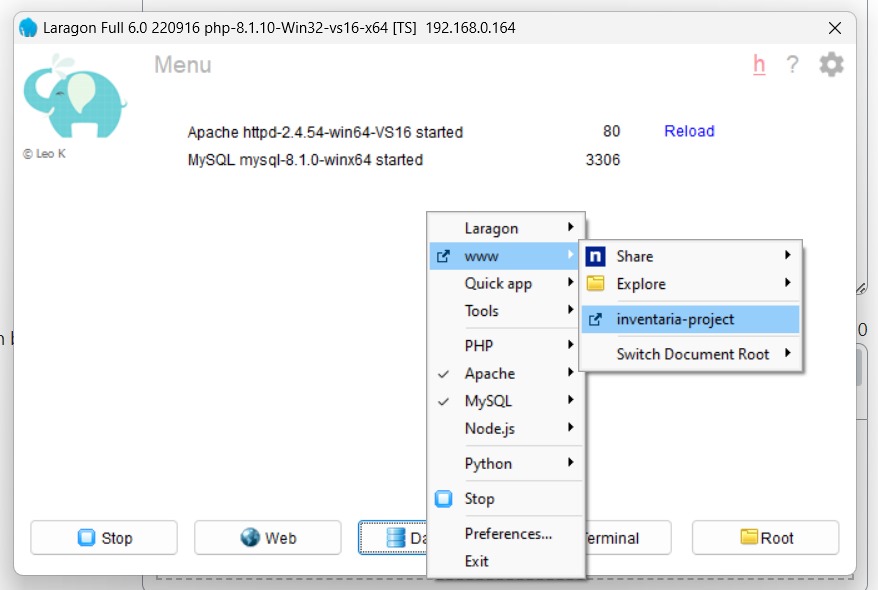 Laragon Full 6.0 220916 php-8.1.10-Win32-vs16-x64 [TS] 192.168.0.164
Menu
h ?
© Leo K
Apache httpd-2.4.54-win64-VS16 started 80 Reload
MySQL mysql-8.1.0-winx64 started 3306
Laragon
www
Quick app
Tools
PHP
Apache
MySQL
Node.js
Python
Stop
Preferences...
Exit
n Share
Explore
inventaria-project
Switch Document Root
Stop
Web
Da
erminal
Root
n b
0